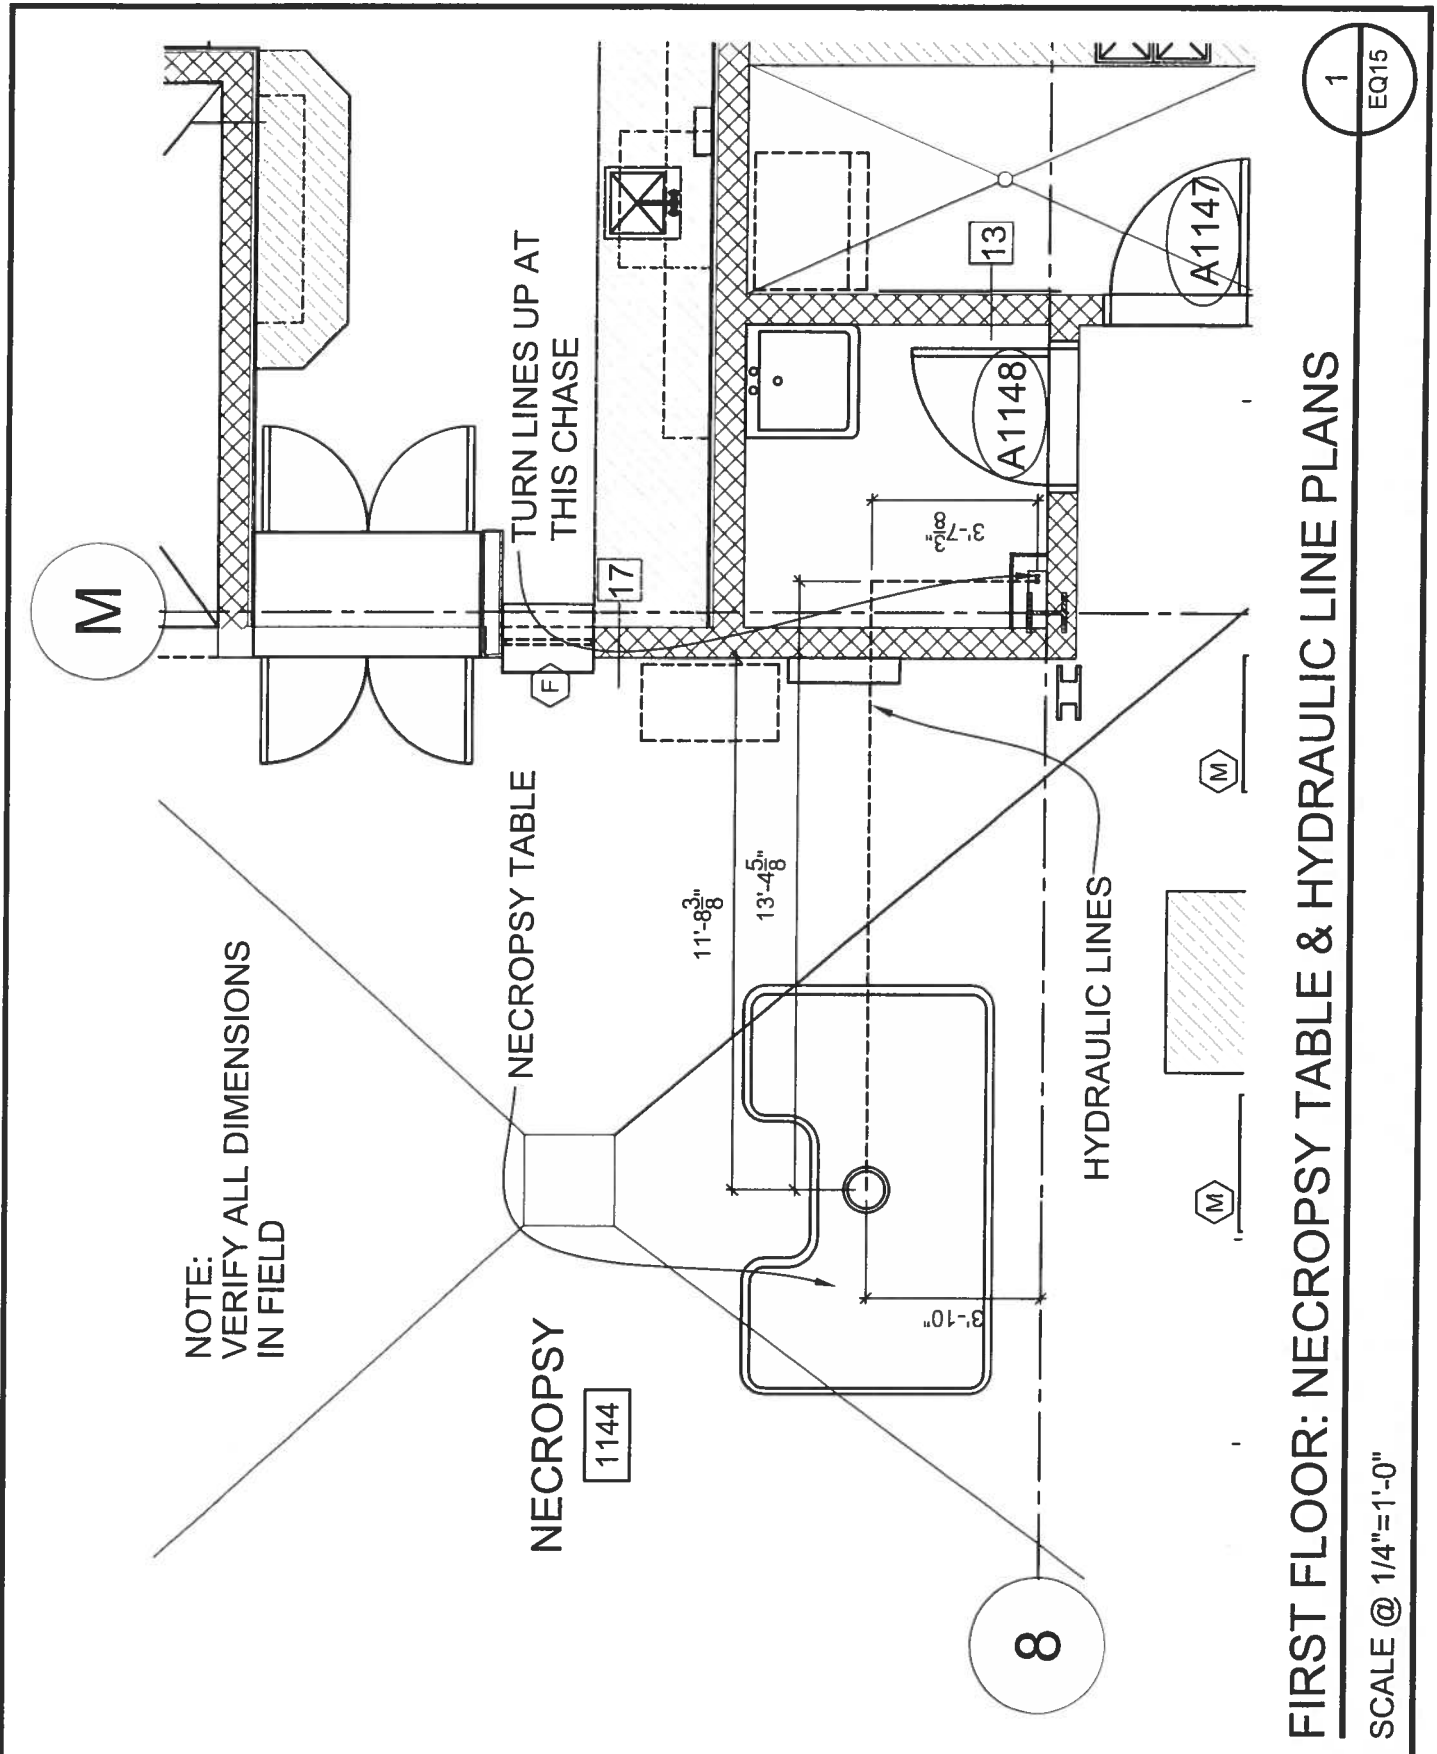 NOTE:
VERIFY ALL DIMENSIONS
IN FIELD
M
TURN LINES UP AT
THIS CHASE
NECROPSY TABLE
F
17
NECROPSY
1144
11'-8 3/8"
13'-4 5/8"
3'-7 3/8"
3'-10"
13
A1148
A1147
HYDRAULIC LINES
M
M
8
FIRST FLOOR: NECROPSY TABLE & HYDRAULIC LINE PLANS
SCALE @ 1/4"=1'-0"
1
EQ15